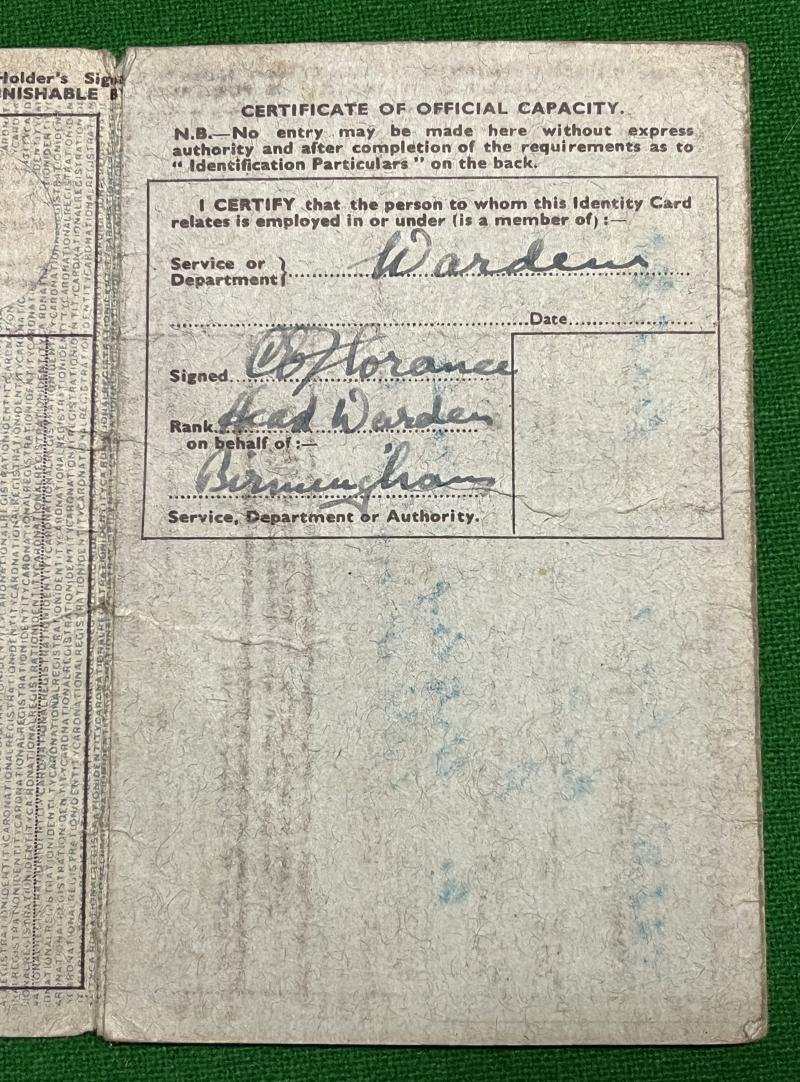 Holder's
NISHABLE B
CERTIFICATE OF OFFICIAL CAPACITY.
N.B.—No entry may be made here without express
authority and after completion of the requirements as to
“ Identification Particulars ” on the back.
I CERTIFY that the person to whom this Identity Card
relates is employed in or under (is a member of) :—
Service or } Wardens
Department }
Date
Signed Florance
Rank Head Warden
on behalf of :—
Birmingham
Service, Department or Authority.